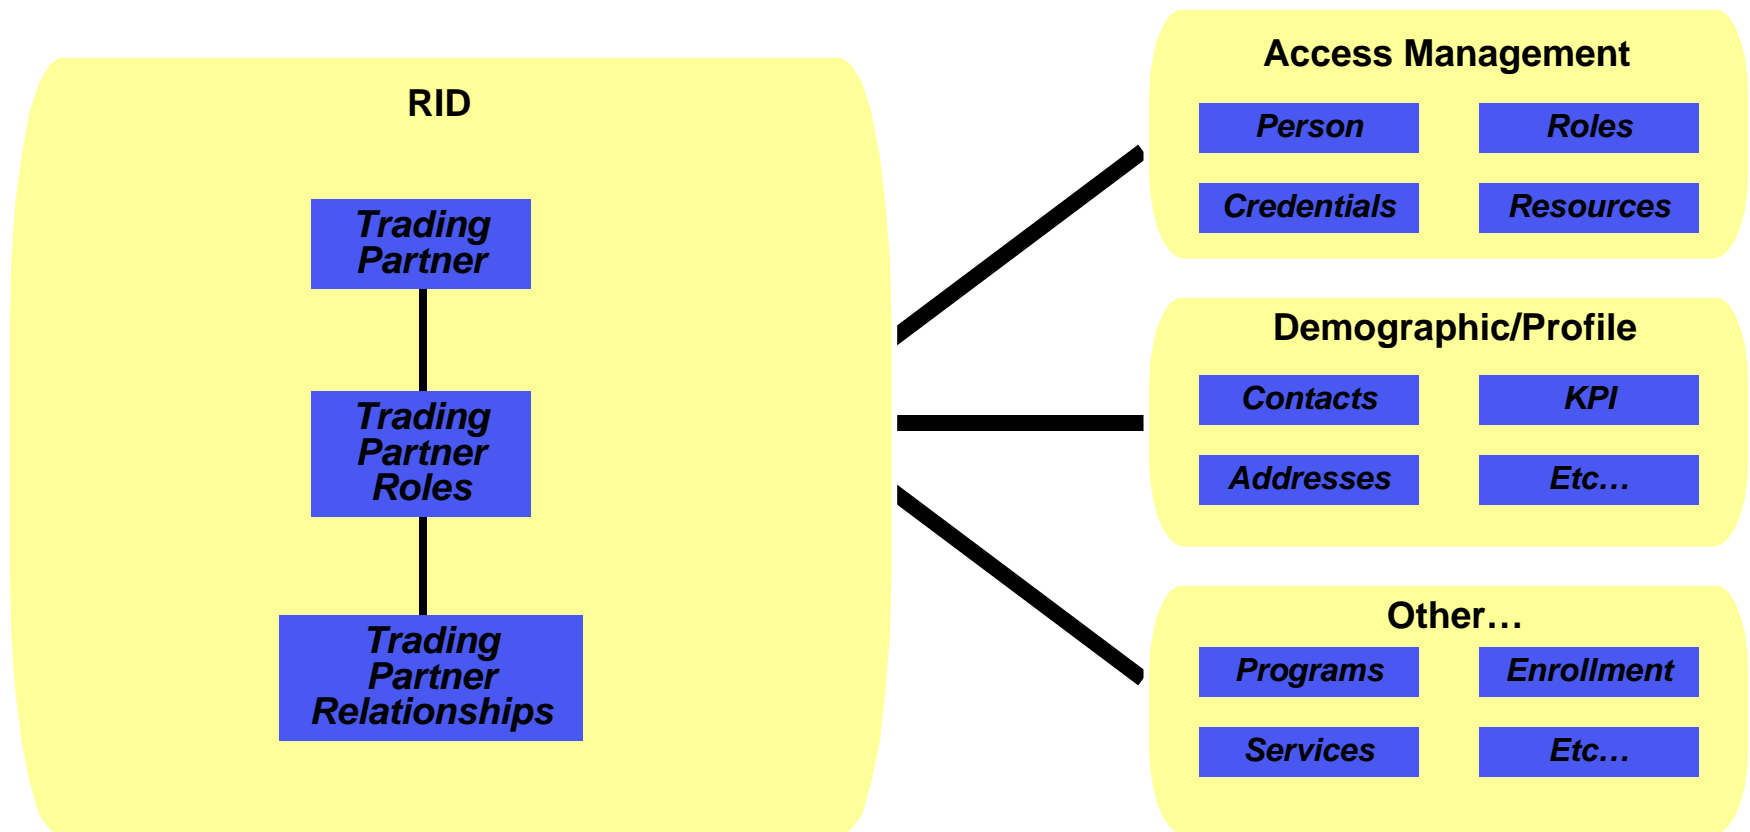 RID
Trading
Partner
Trading
Partner
Roles
Trading
Partner
Relationships
Access Management
Person
Roles
Credentials
Resources
Demographic/Profile
Contacts
KPI
Addresses
Etc…
Other…
Programs
Enrollment
Services
Etc…